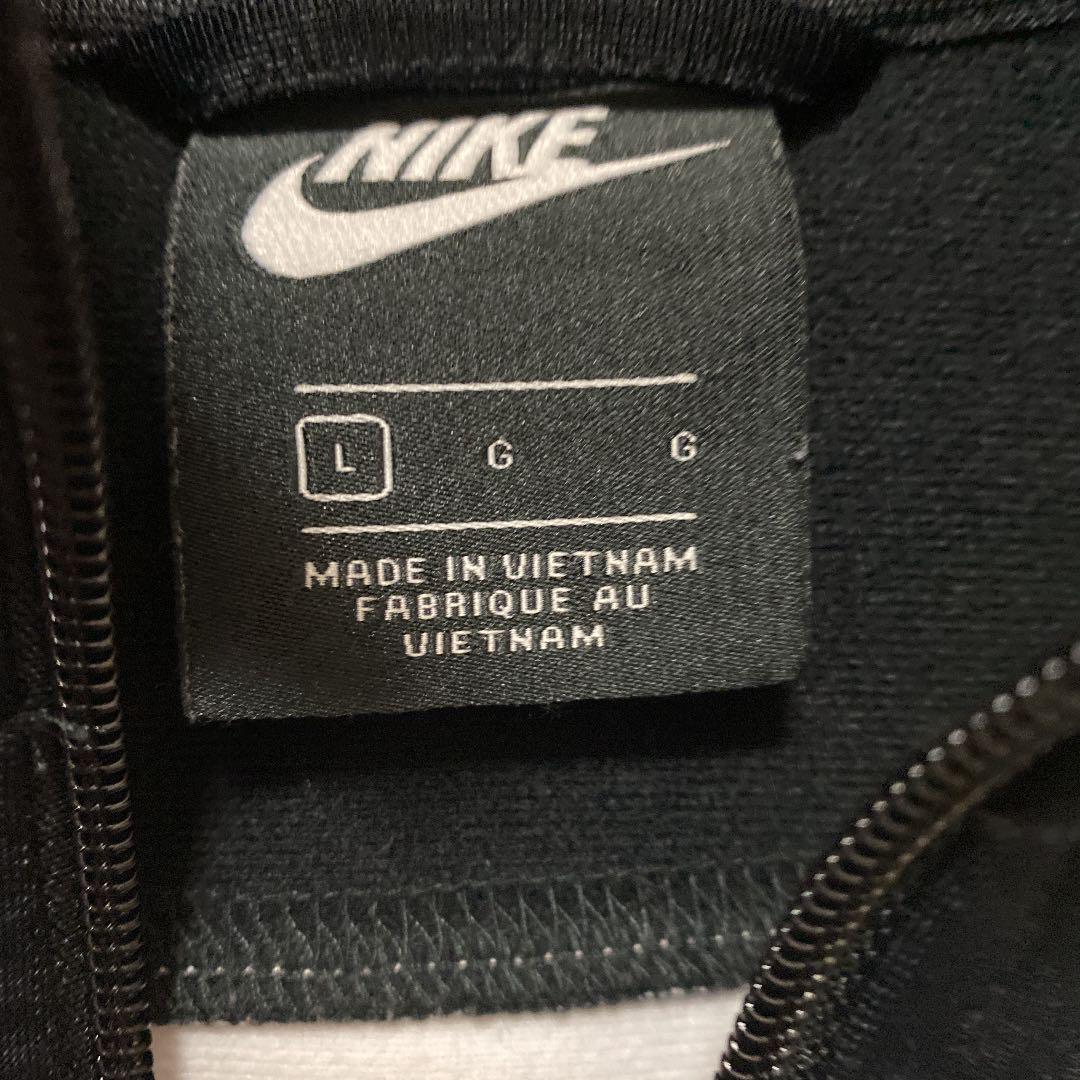 NIKE
L G G
MADE IN VIETNAM
FABRIQUE AU
VIETNAM